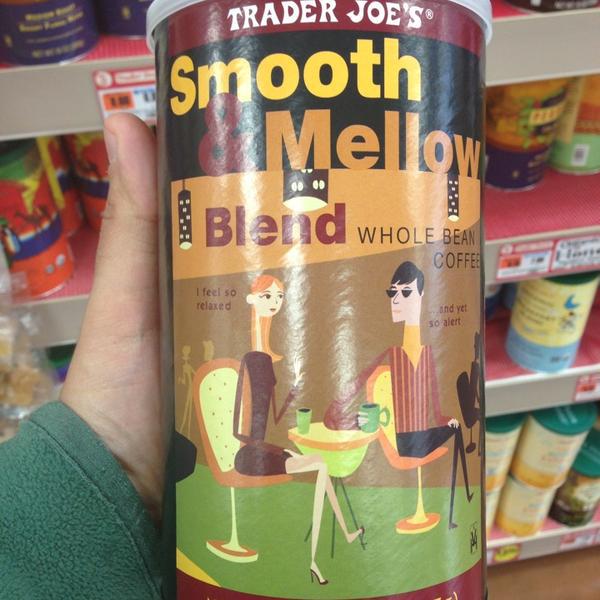 TRADER JOE'S®
Smooth
& Mellow
Blend WHOLE BEAN
COFFEE
I feel so
relaxed
...and yet
so alert